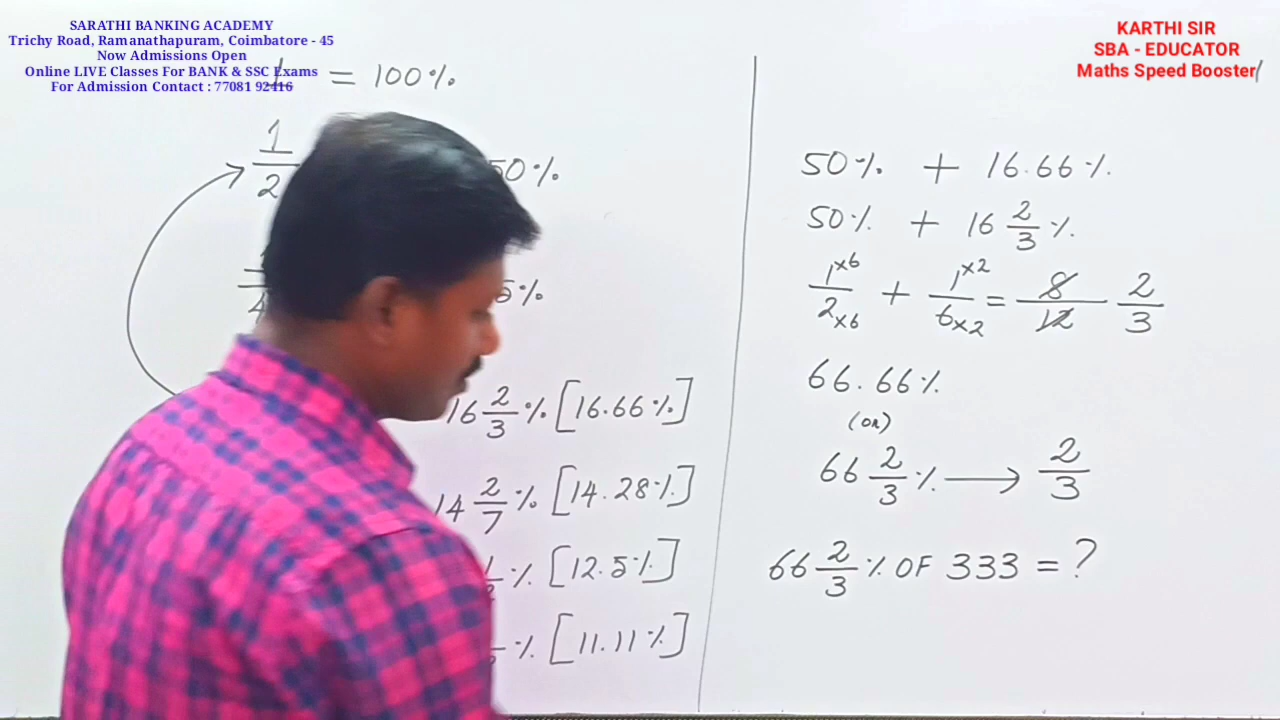 SARATHI BANKING ACADEMY
Trichy Road, Ramanathapuram, Coimbatore - 45
Now Admissions Open
Online LIVE Classes For BANK & SSC Exams
For Admission Contact : 77081 92416
KARTHI SIR
SBA - EDUCATOR
Maths Speed Booster
1 = 100%
1/2 50%
16 2/3 % [16.66%]
14 2/7 % [14.28%]
% [12.5%]
% [11.11%]
50% + 16.66%
50% + 16 2/3 %
1×6/2×6 + 1×2/6×2 = 8/12 2/3
66.66%
(OR)
66 2/3 % → 2/3
66 2/3 % OF 333 = ?